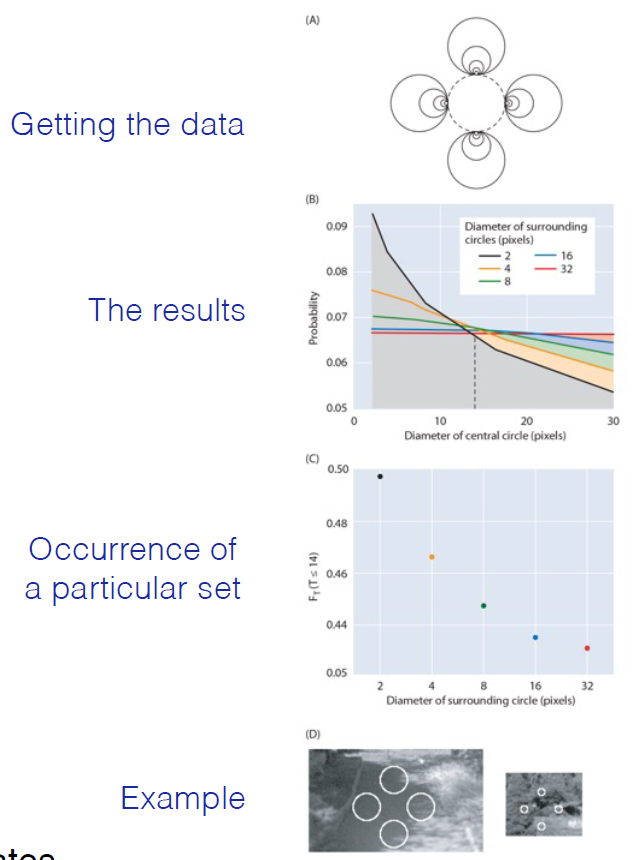 (A)
Getting the data
(B)
The results
0.09
0.08
0.07
0.06
0.05
Probability
Diameter of surrounding
circles (pixels)
2
4
8
16
32
0
10
20
30
Diameter of central circle (pixels)
(C)
Occurrence of
a particular set
0.50
0.48
0.46
0.44
0.05
F_T (T ≤ 14)
2
4
8
16
32
Diameter of surrounding circle (pixels)
(D)
Example